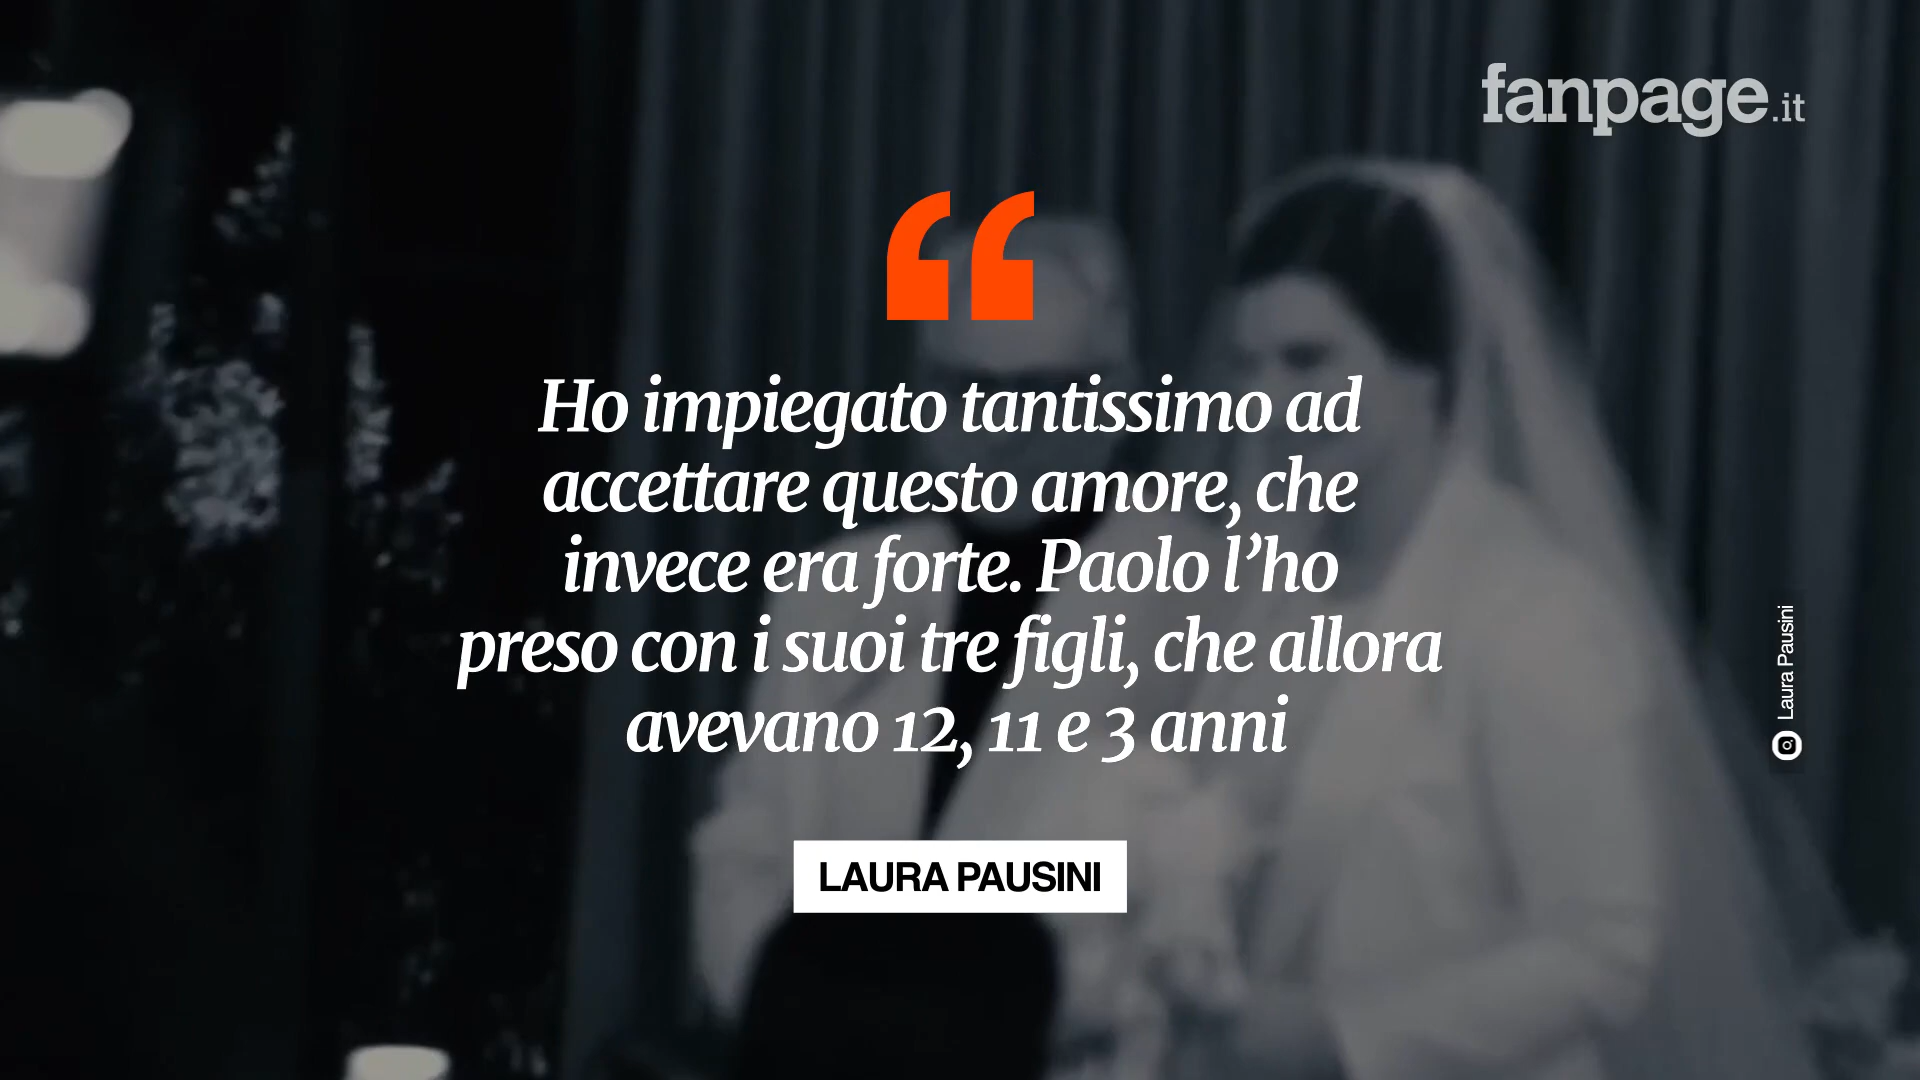 fanpage.it
“
Ho impiegato tantissimo ad
accettare questo amore, che
invece era forte. Paolo l’ho
preso con i suoi tre figli, che allora
avevano 12, 11 e 3 anni
Laura Pausini
LAURA PAUSINI